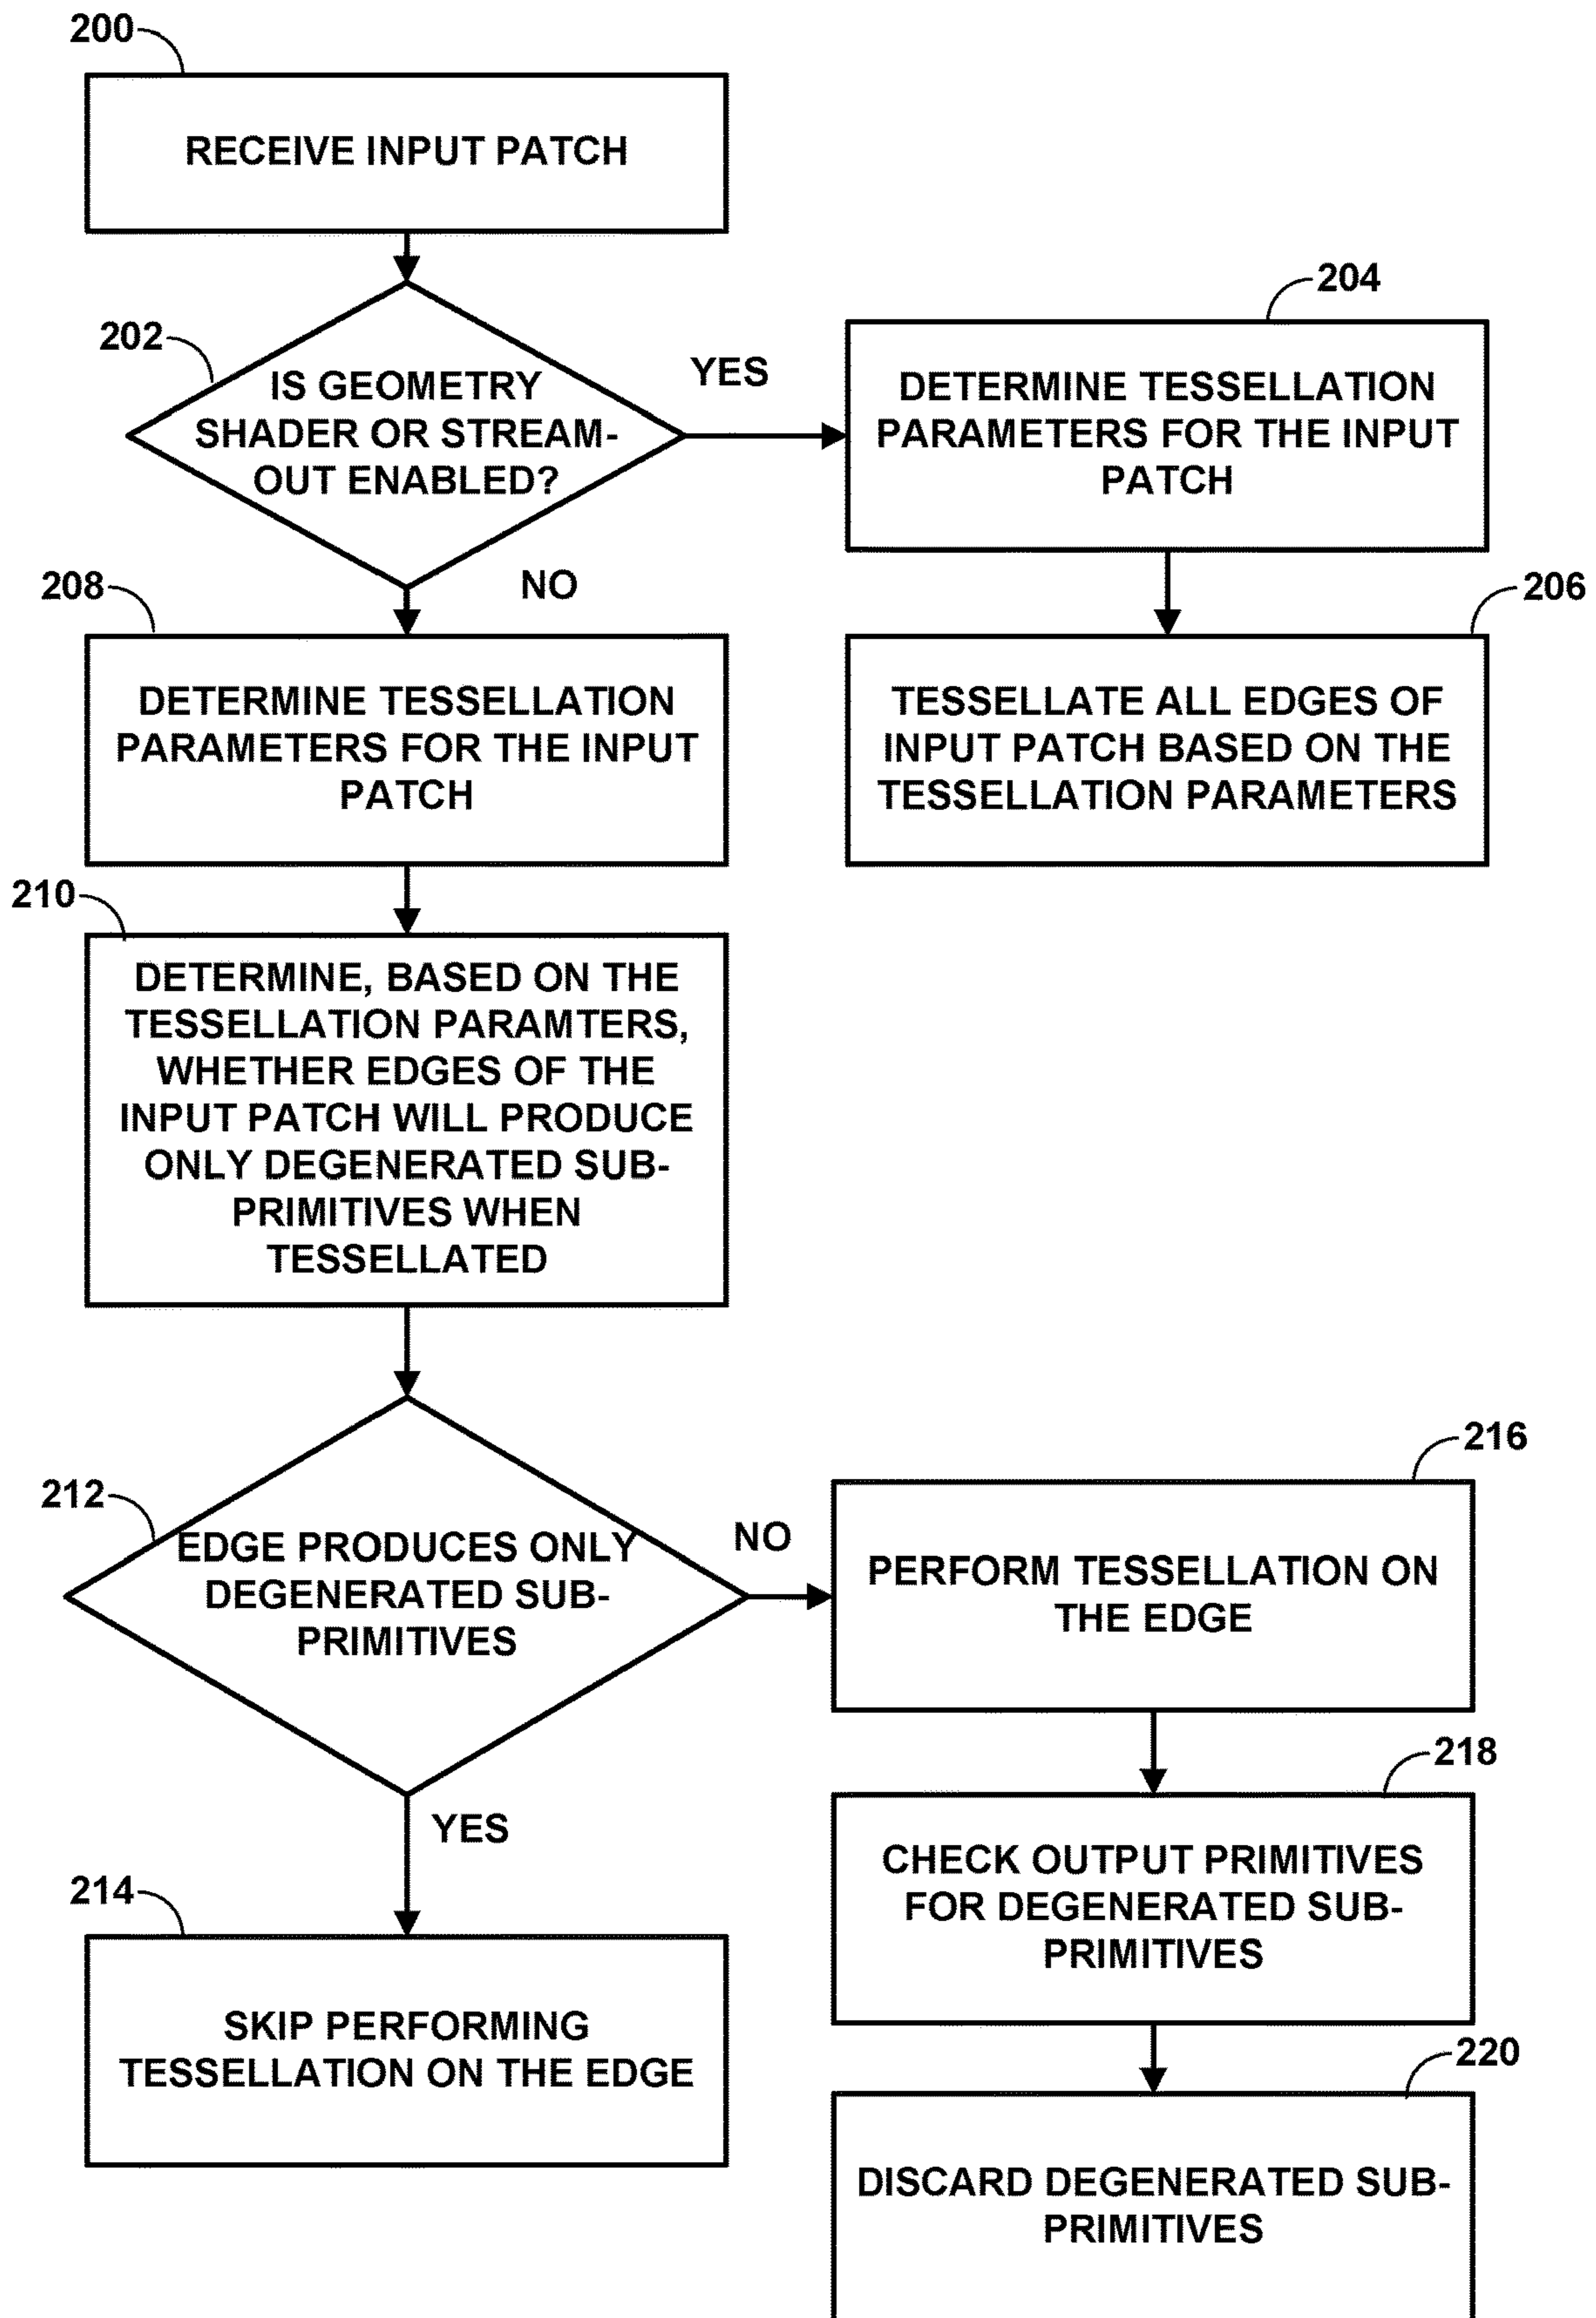 200
RECEIVE INPUT PATCH
202
IS GEOMETRY
SHADER OR STREAM-
OUT ENABLED?
YES
204
DETERMINE TESSELLATION
PARAMETERS FOR THE INPUT
PATCH
NO
206
TESSELLATE ALL EDGES OF
INPUT PATCH BASED ON THE
TESSELLATION PARAMETERS
208
DETERMINE TESSELLATION
PARAMETERS FOR THE INPUT
PATCH
210
DETERMINE, BASED ON THE
TESSELLATION PARAMTERS,
WHETHER EDGES OF THE
INPUT PATCH WILL PRODUCE
ONLY DEGENERATED SUB-
PRIMITIVES WHEN
TESSELLATED
212
EDGE PRODUCES ONLY
DEGENERATED SUB-
PRIMITIVES
NO
216
PERFORM TESSELLATION ON
THE EDGE
YES
214
SKIP PERFORMING
TESSELLATION ON THE EDGE
218
CHECK OUTPUT PRIMITIVES
FOR DEGENERATED SUB-
PRIMITIVES
220
DISCARD DEGENERATED SUB-
PRIMITIVES